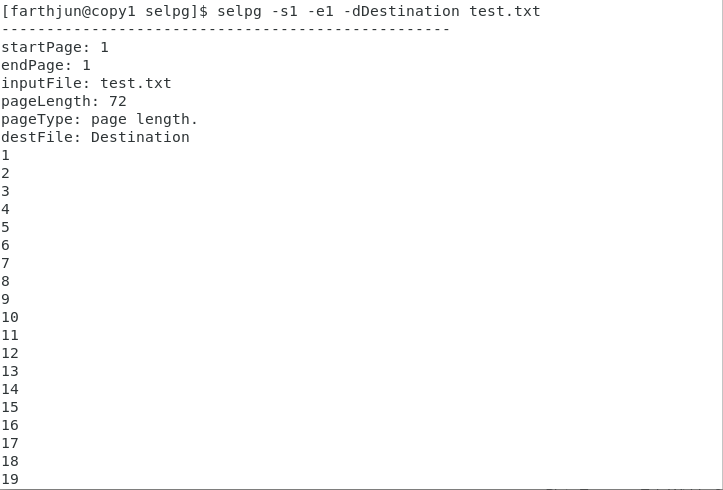 [farthjun@copy1 selpg]$ selpg -s1 -e1 -dDestination test.txt
--------------------------------------------------
startPage: 1
endPage: 1
inputFile: test.txt
pageLength: 72
pageType: page length.
destFile: Destination
1
2
3
4
5
6
7
8
9
10
11
12
13
14
15
16
17
18
19